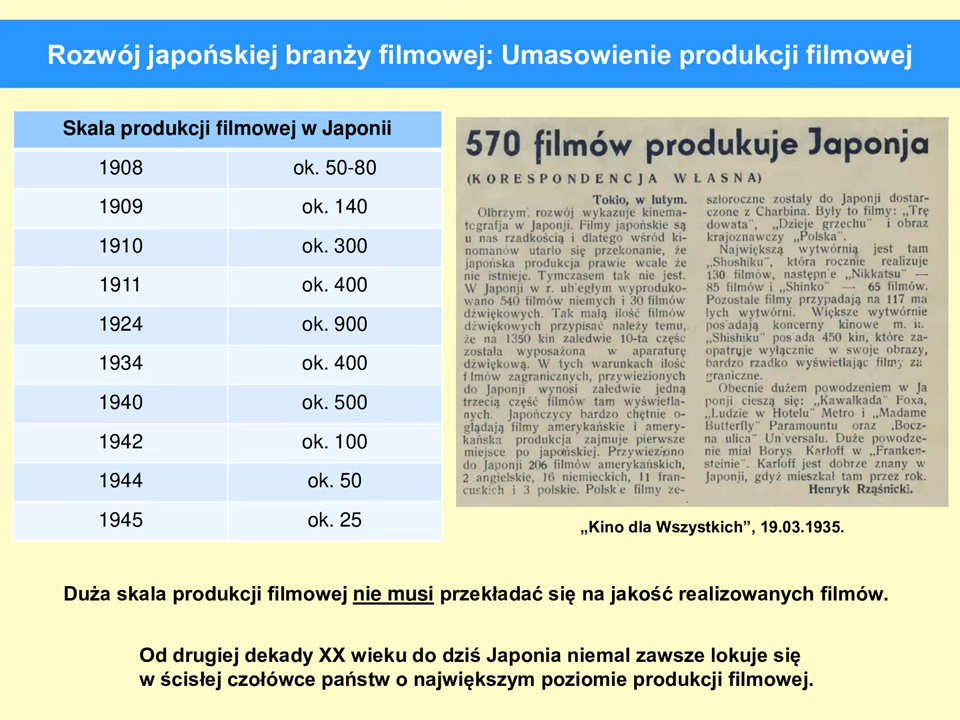 Rozwój japońskiej branży filmowej: Umasowienie produkcji filmowej
Skala produkcji filmowej w Japonii
1908 ok. 50-80
1909 ok. 140
1910 ok. 300
1911 ok. 400
1924 ok. 900
1934 ok. 400
1940 ok. 500
1942 ok. 100
1944 ok. 50
1945 ok. 25
570 filmów produkuje Japonja
(KORESPONDENCJA WŁASNA)
Tokio, w lutym.
Olbrzym. rozwój wykazuje kinema-
tografja w Japonji. Filmy japońskie są
u nas rzadkością i dlatego wśród ki-
nomanów utarło się przekonanie, że
japońska produkcja prawie wcale że
nie istnieje. Tymczasem tak nie jest.
W Japonji w r. ub'egłym wyproduko-
wano 540 filmów niemych i 30 filmów
dźwiękowych. Tak małą ilość filmów
dźwiękowych przypisać należy temu,
że na 1350 kin zaledwie 10-ta część
została wyposażona w aparaturę
dźwiękową. W tych warunkach ilość
f lmów zagranicznych, przywiezionych
do Japonji wynosi zaledwie jedną
trzecią część filmów tam wyświetla-
nych. Japończycy bardzo chętnie o-
glądają filmy amerykańskie i amery-
kańska produkcja zajmuje pierwsze
miejsce po japońskiej. Przywiez:ono
do Japonji 206 filmów amerykańskich,
2 angielskie, 16 niemieckich, 11 fran-
cuskich i 3 polskie. Polsk e filmy ze-
szłoroczne zostały do Japonji dostar-
czone z Charbina. Były to filmy: „Trę
dowata", „Dzieje grzechu" i obraz
krajoznawczy „Polska".
Największą wytwórnią jest tam
„Shoshiku", która rocznie realizuje
130 filmów, następn'e „Nikkatsu" —
85 filmów i „Shinko" — 65 filmów.
Pozostałe filmy przypadają na 117 ma
łych wytwórni. Większe wytwórnie
pos'adają koncerny kinowe m. in.
„Shishiku" pos ada 450 kin, które za-
opatruje wyłącznie w swoje obrazy,
bardzo rzadko wyświetlając filmy za
graniczne.
Obecnie dużem powodzeniem w Ja
ponji cieszą się: „Kawalkada" Foxa,
„Ludzie w Hotelu" Metro i „Madame
Butterfly" Paramountu oraz „Bocz-
na ulica" Un'versalu. Duże powodze-
nie miał Borys Karloff w „Franken-
steinie". Karloff jest dobrze znany w
Japonji, gdyż mieszkał tam przez rok.
Henryk Rząśnicki.
„Kino dla Wszystkich", 19.03.1935.
Duża skala produkcji filmowej nie musi przekładać się na jakość realizowanych filmów.
Od drugiej dekady XX wieku do dziś Japonia niemal zawsze lokuje się
w ścisłej czołówce państw o największym poziomie produkcji filmowej.